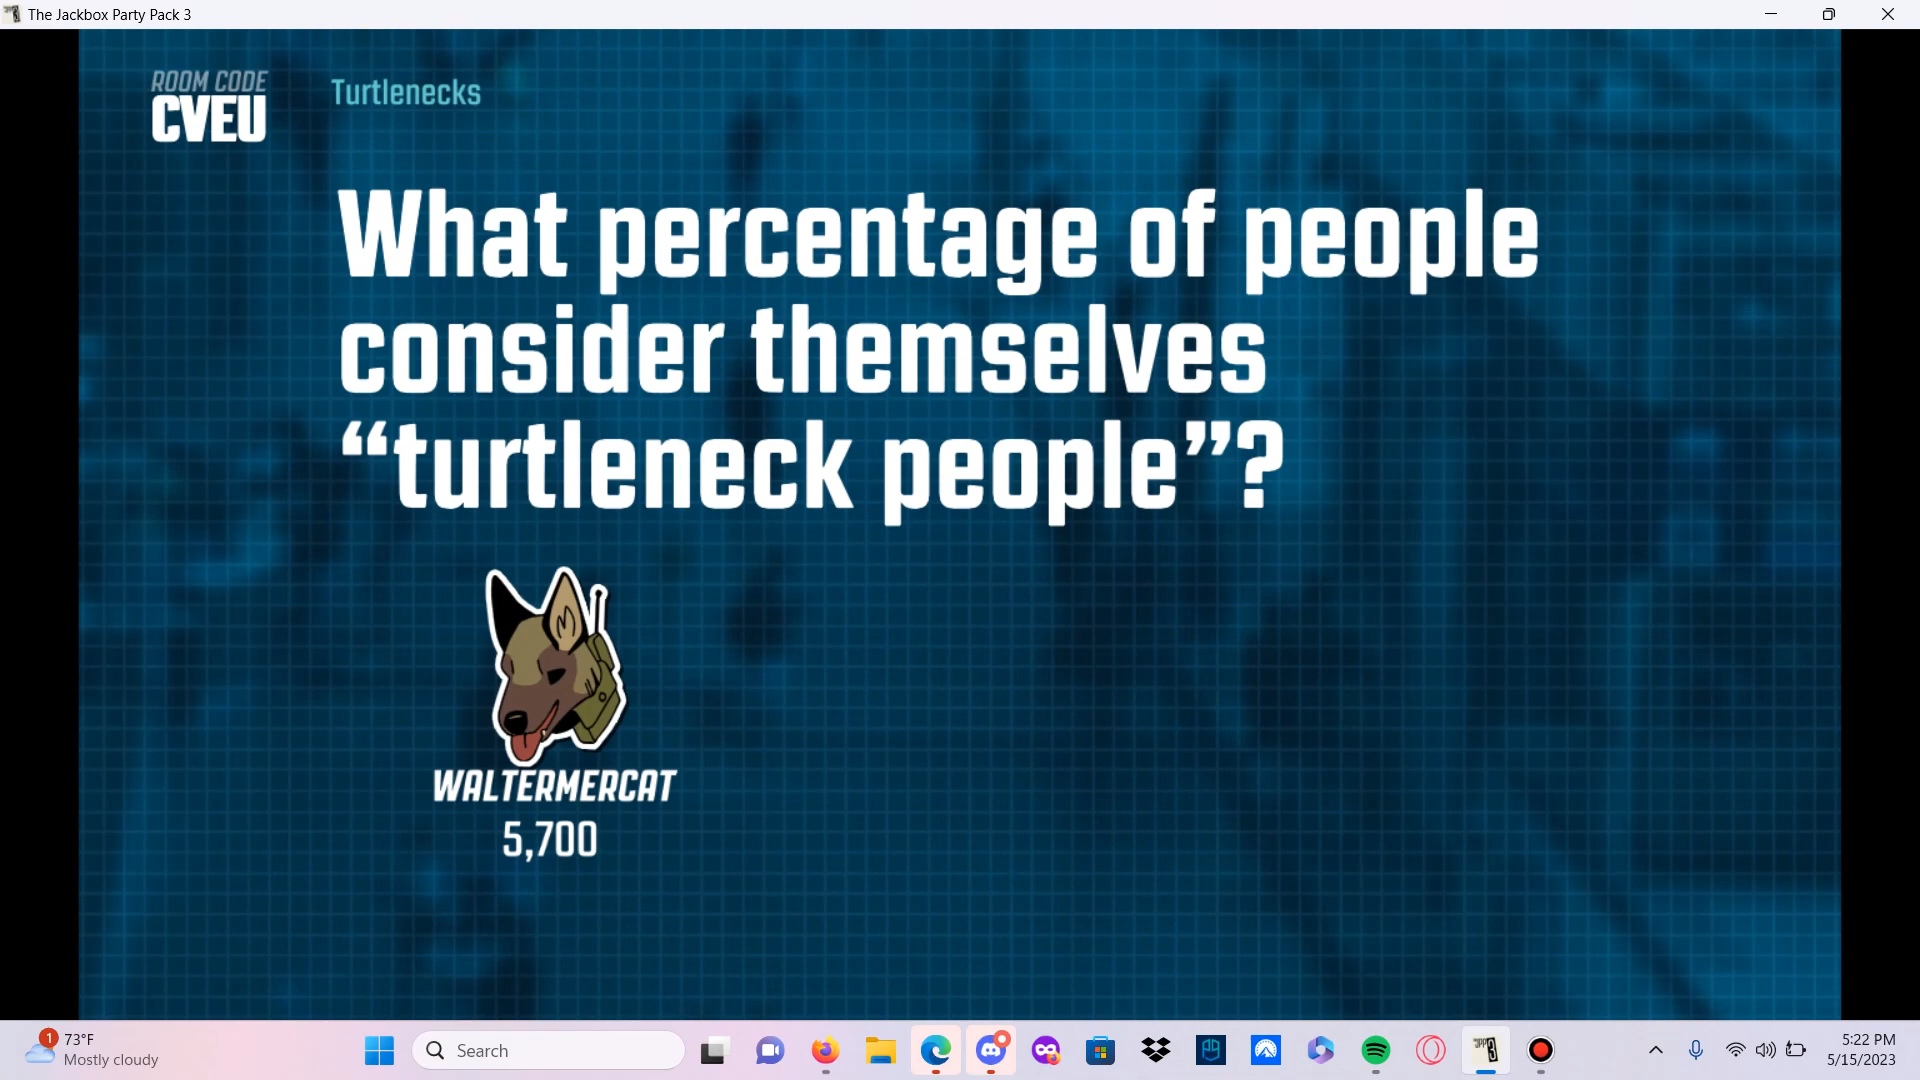 The Jackbox Party Pack 3
ROOM CODE
CVEU
Turtlenecks
What percentage of people
consider themselves
“turtleneck people”?
WALTERMERCAT
5,700
1
73°F
Mostly cloudy
Search
5:22 PM
5/15/2023